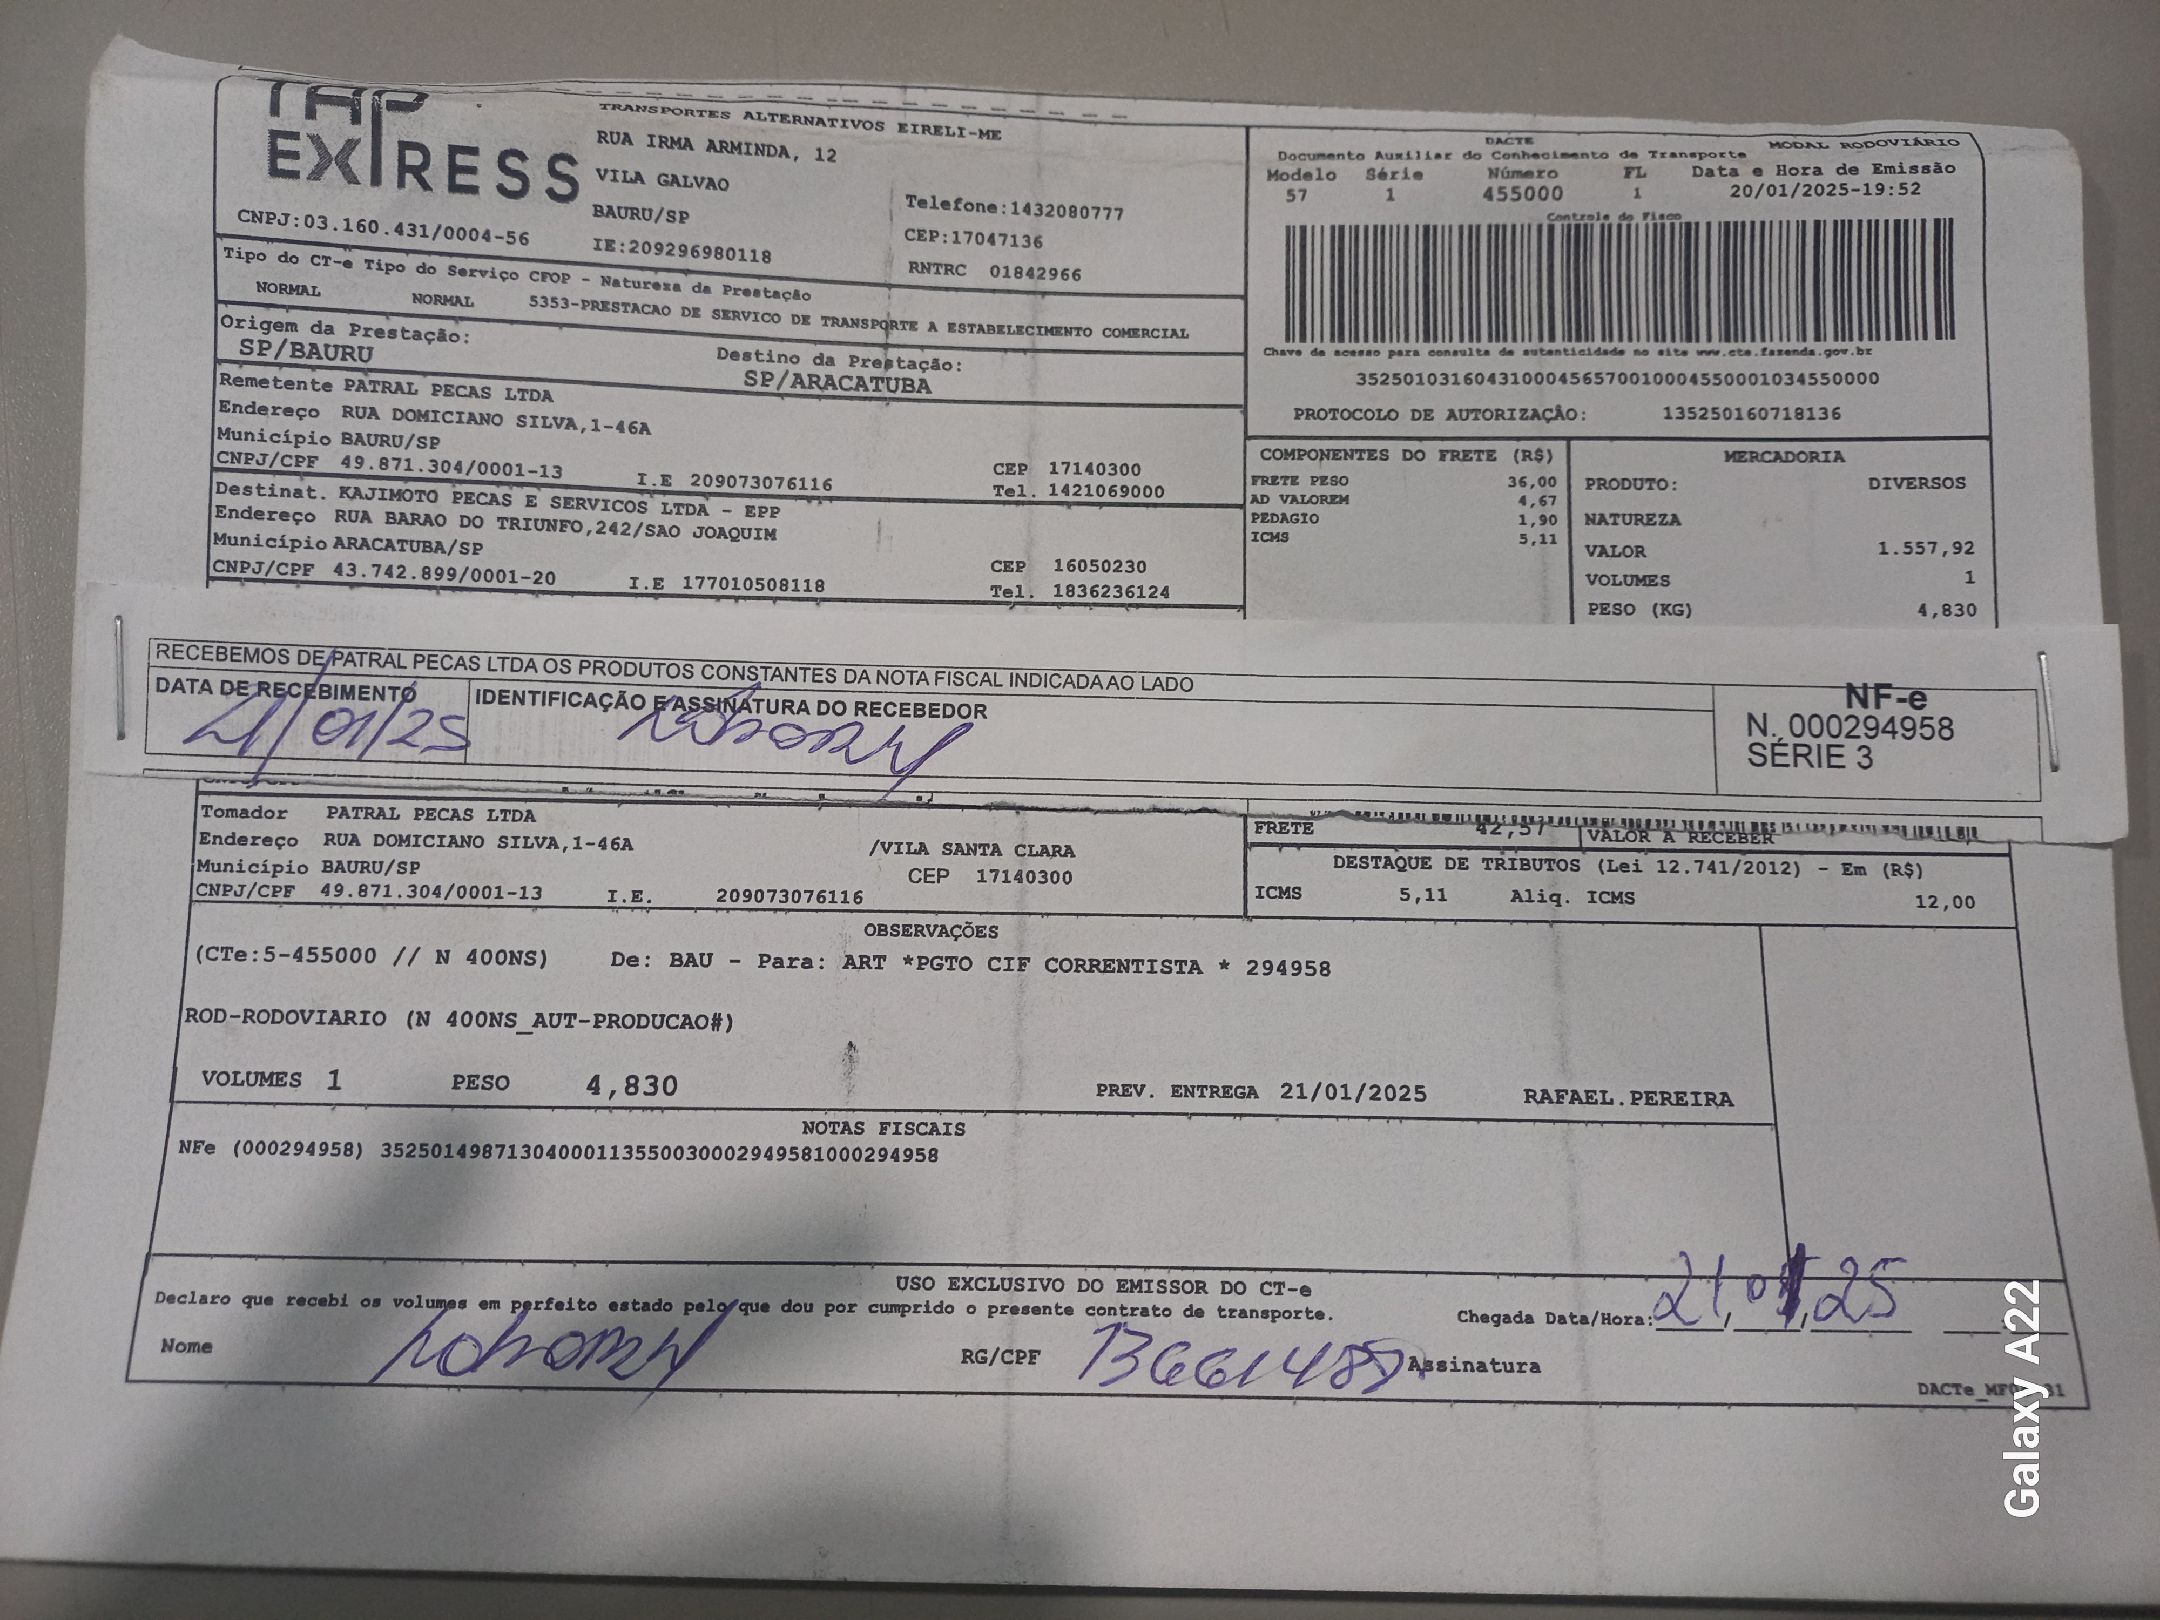 TAP
EXPRESS
TRANSPORTES ALTERNATIVOS EIRELI-ME
RUA IRMA ARMINDA, 12
VILA GALVAO
BAURU/SP
Telefone:1432080777
CEP:17047136
CNPJ:03.160.431/0004-56
IE:209296980118
RNTRC 01842966
DACTE
MODAL RODOVIÁRIO
Documento Auxiliar do Conhecimento de Transporte
Modelo Série Número FL Data e Hora de Emissão
57 1 455000 1 20/01/2025-19:52
Controle do Fisco
Chave de acesso para consulta de autenticidade no site www.cte.fazenda.gov.br
35250103160431000456570010004550001034550000
PROTOCOLO DE AUTORIZAÇÃO: 135250160718136
Tipo do CT-e Tipo do Serviço CFOP - Natureza da Prestação
NORMAL NORMAL 5353-PRESTACAO DE SERVICO DE TRANSPORTE A ESTABELECIMENTO COMERCIAL
Origem da Prestação:
SP/BAURU
Destino da Prestação:
SP/ARACATUBA
Remetente PATRAL PECAS LTDA
Endereço RUA DOMICIANO SILVA,1-46A
Município BAURU/SP
CNPJ/CPF 49.871.304/0001-13 I.E 209073076116
CEP 17140300
Tel. 1421069000
Destinat. KAJIMOTO PECAS E SERVICOS LTDA - EPP
Endereço RUA BARAO DO TRIUNFO,242/SAO JOAQUIM
Município ARACATUBA/SP
CNPJ/CPF 43.742.899/0001-20 I.E 177010508118
CEP 16050230
Tel. 1836236124
COMPONENTES DO FRETE (R$)
FRETE PESO 36,00
AD VALOREM 4,67
PEDAGIO 1,90
ICMS 5,11
MERCADORIA
PRODUTO: DIVERSOS
NATUREZA
VALOR 1.557,92
VOLUMES 1
PESO (KG) 4,830
RECEBEMOS DE PATRAL PECAS LTDA OS PRODUTOS CONSTANTES DA NOTA FISCAL INDICADA AO LADO
DATA DE RECEBIMENTO
21/01/25
IDENTIFICAÇÃO E ASSINATURA DO RECEBEDOR
NF-e
N. 000294958
SÉRIE 3
Tomador PATRAL PECAS LTDA
Endereço RUA DOMICIANO SILVA,1-46A /VILA SANTA CLARA
Município BAURU/SP CEP 17140300
CNPJ/CPF 49.871.304/0001-13 I.E. 209073076116
FRETE 42,57 VALOR A RECEBER
DESTAQUE DE TRIBUTOS (Lei 12.741/2012) - Em (R$)
ICMS 5,11 Aliq. ICMS 12,00
OBSERVAÇÕES
(CTe:5-455000 // N 400NS) De: BAU - Para: ART *PGTO CIF CORRENTISTA * 294958
ROD-RODOVIARIO (N 400NS_AUT-PRODUCAO#)
VOLUMES 1 PESO 4,830 PREV. ENTREGA 21/01/2025 RAFAEL.PEREIRA
NOTAS FISCAIS
NFe (000294958) 35250149871304000113550030002949581000294958
USO EXCLUSIVO DO EMISSOR DO CT-e
Declaro que recebi os volumes em perfeito estado pelo que dou por cumprido o presente contrato de transporte.
Chegada Data/Hora: 21,01,25
Nome
RG/CPF
Assinatura
Galaxy A22